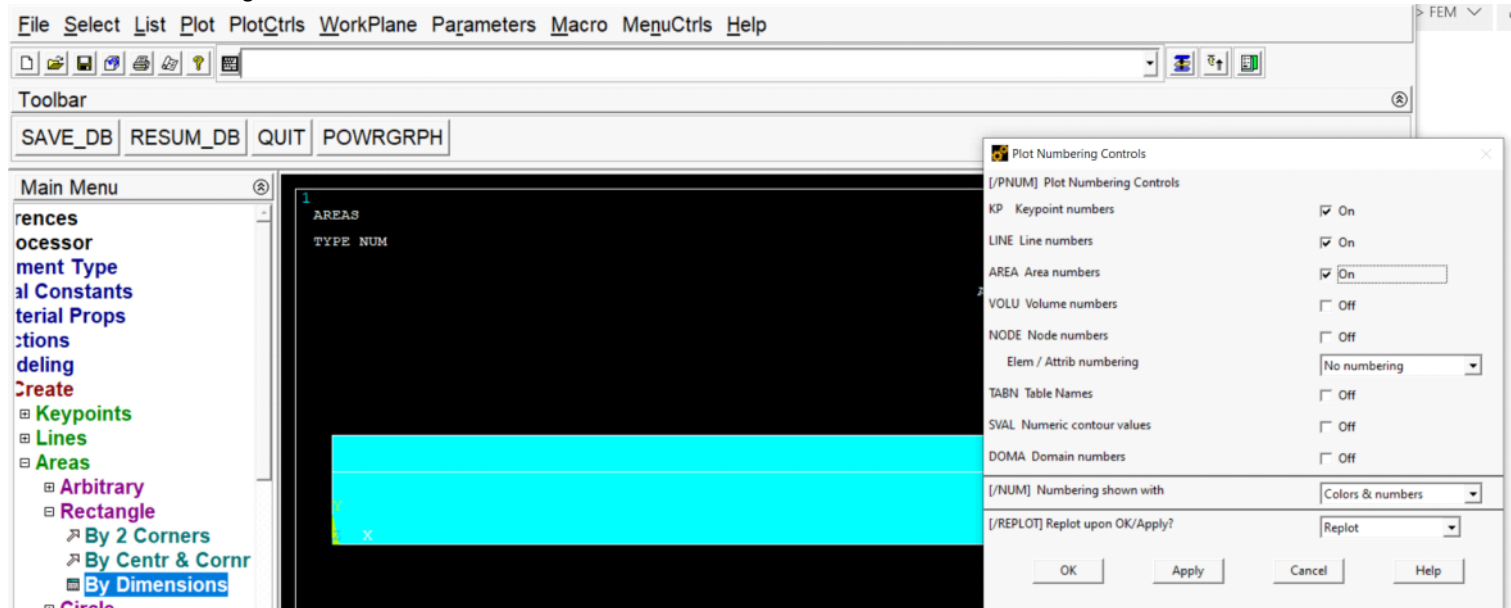 File Select List Plot PlotCtrls WorkPlane Parameters Macro MenuCtrls Help
> FEM
Toolbar
SAVE_DB RESUM_DB QUIT POWRGRPH
Main Menu
rences
ocessor
ment Type
al Constants
terial Props
ctions
deling
Create
Keypoints
Lines
Areas
Arbitrary
Rectangle
By 2 Corners
By Centr & Cornr
By Dimensions
Circle
1
AREAS
TYPE NUM
Y
Z X
Plot Numbering Controls
[/PNUM] Plot Numbering Controls
KP Keypoint numbers On
LINE Line numbers On
AREA Area numbers On
VOLU Volume numbers Off
NODE Node numbers Off
Elem / Attrib numbering No numbering
TABN Table Names Off
SVAL Numeric contour values Off
DOMA Domain numbers Off
[/NUM] Numbering shown with Colors & numbers
[/REPLOT] Replot upon OK/Apply? Replot
OK Apply Cancel Help